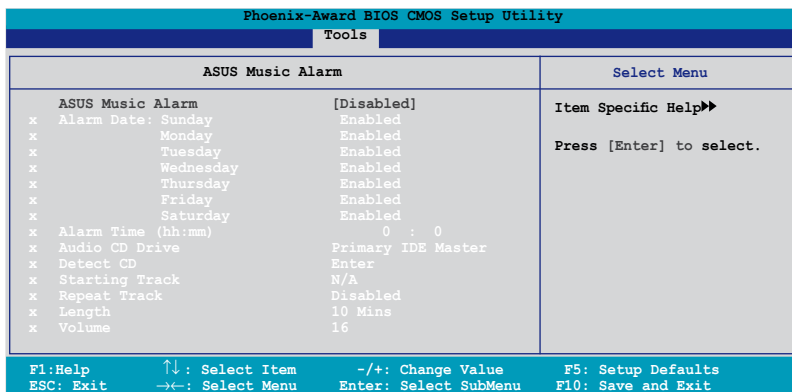 Phoenix-Award BIOS CMOS Setup Utility
Tools
ASUS Music Alarm
Select Menu
ASUS Music Alarm [Disabled]
x Alarm Date: Sunday Enabled
x Monday Enabled
x Tuesday Enabled
x Wednesday Enabled
x Thursday Enabled
x Friday Enabled
x Saturday Enabled
x Alarm Time (hh:mm) 0 : 0
x Audio CD Drive Primary IDE Master
x Detect CD Enter
x Starting Track N/A
x Repeat Track Disabled
x Length 10 Mins
x Volume 16
Item Specific Help▶▶
Press [Enter] to select.
F1:Help ↑↓: Select Item -/+: Change Value F5: Setup Defaults
ESC: Exit →←: Select Menu Enter: Select SubMenu F10: Save and Exit